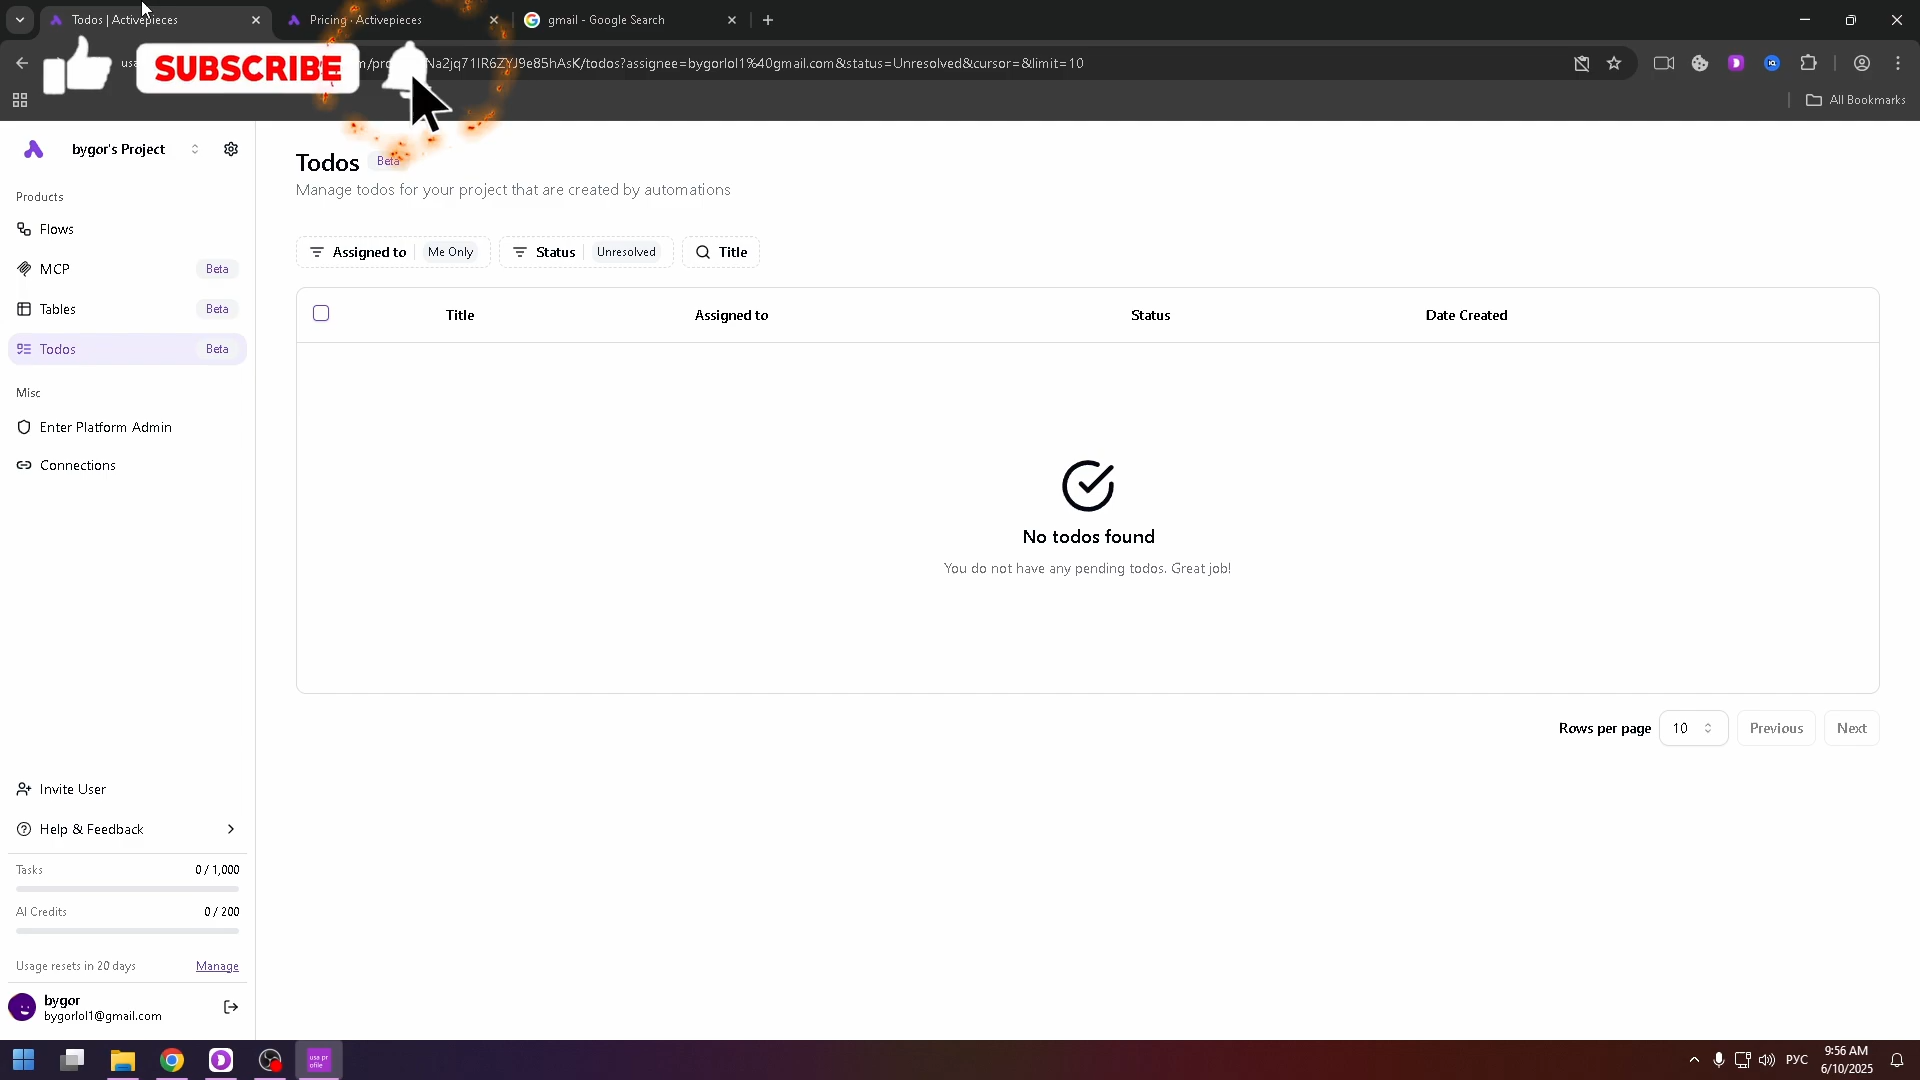 Todos | Activepieces
Pricing · Activepieces
gmail - Google Search
SUBSCRIBE
Na2jq71IR6ZYJ9e85hAsK/todos?assignee=bygorlol1%40gmail.com&status=Unresolved&cursor=&limit=10
All Bookmarks
bygor's Project
Products
Flows
MCP Beta
Tables Beta
Todos Beta
Misc
Enter Platform Admin
Connections
Invite User
Help & Feedback
Tasks 0 / 1,000
AI Credits 0 / 200
Usage resets in 20 days Manage
bygor
bygorlol1@gmail.com
Todos Beta
Manage todos for your project that are created by automations
Assigned to Me Only Status Unresolved Title
Title Assigned to Status Date Created
No todos found
You do not have any pending todos. Great job!
Rows per page 10 Previous Next
usa pr
ofile
РУС
9:56 AM
6/10/2025